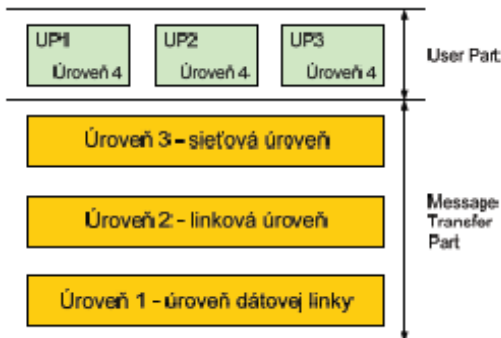 UP1
Úroveň 4
UP2
Úroveň 4
UP3
Úroveň 4
User Part
Úroveň 3 – sieťová úroveň
Úroveň 2 – linková úroveň
Úroveň 1 – úroveň dátovej linky
Message
Transfer
Part